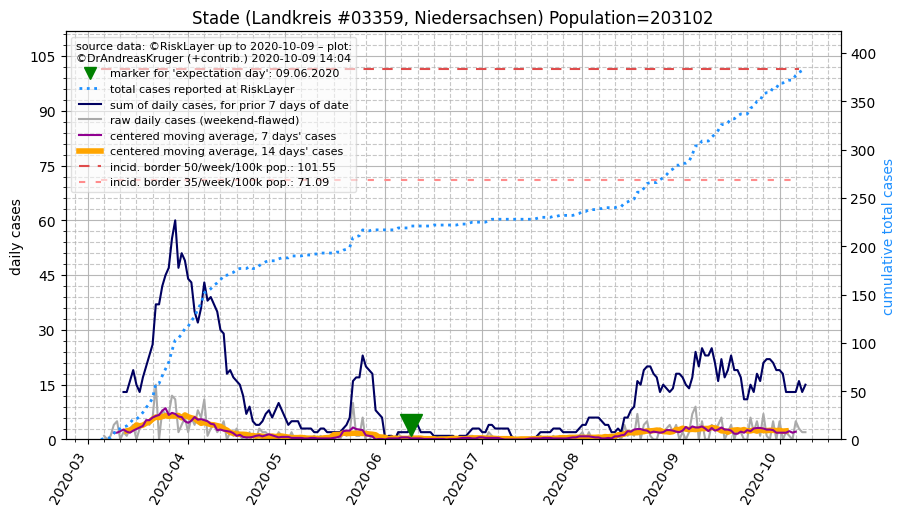 Stade (Landkreis #03359, Niedersachsen) Population=203102
source data: ©RiskLayer up to 2020-10-09 – plot:
©DrAndreasKruger (+contrib.) 2020-10-09 14:04
marker for 'expectation day': 09.06.2020
total cases reported at RiskLayer
sum of daily cases, for prior 7 days of date
raw daily cases (weekend-flawed)
centered moving average, 7 days' cases
centered moving average, 14 days' cases
incid. border 50/week/100k pop.: 101.55
incid. border 35/week/100k pop.: 71.09
daily cases
105
90
75
60
45
30
15
0
cumulative total cases
400
350
300
250
200
150
100
50
0
2020-03
2020-04
2020-05
2020-06
2020-07
2020-08
2020-09
2020-10